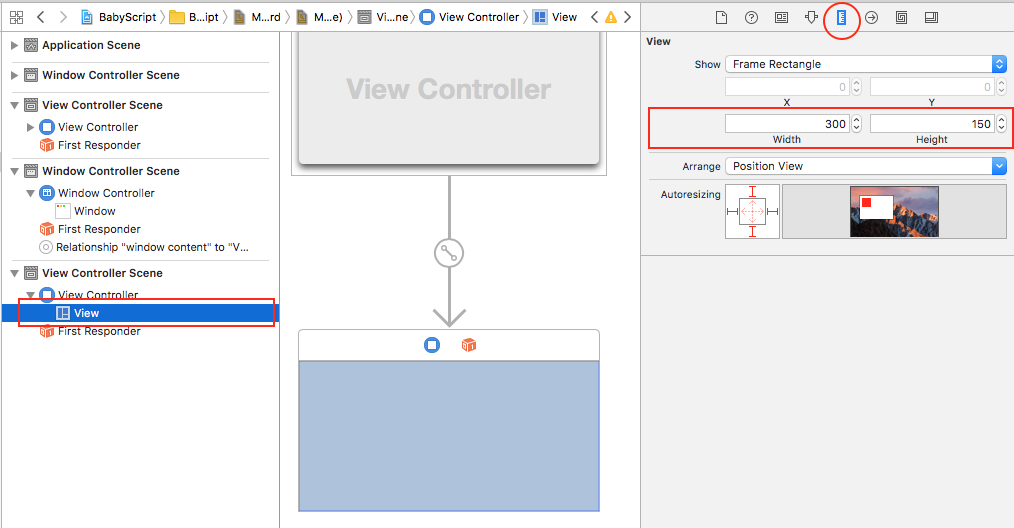 BabyScript B...ipt M...rd M...e) Vi...ne View Controller View
Application Scene
Window Controller Scene
View Controller Scene
View Controller
First Responder
Window Controller Scene
Window Controller
Window
First Responder
Relationship "window content" to "V...
View Controller Scene
View Controller
View
First Responder
View Controller
View
Show Frame Rectangle
0 0
X Y
300 150
Width Height
Arrange Position View
Autoresizing